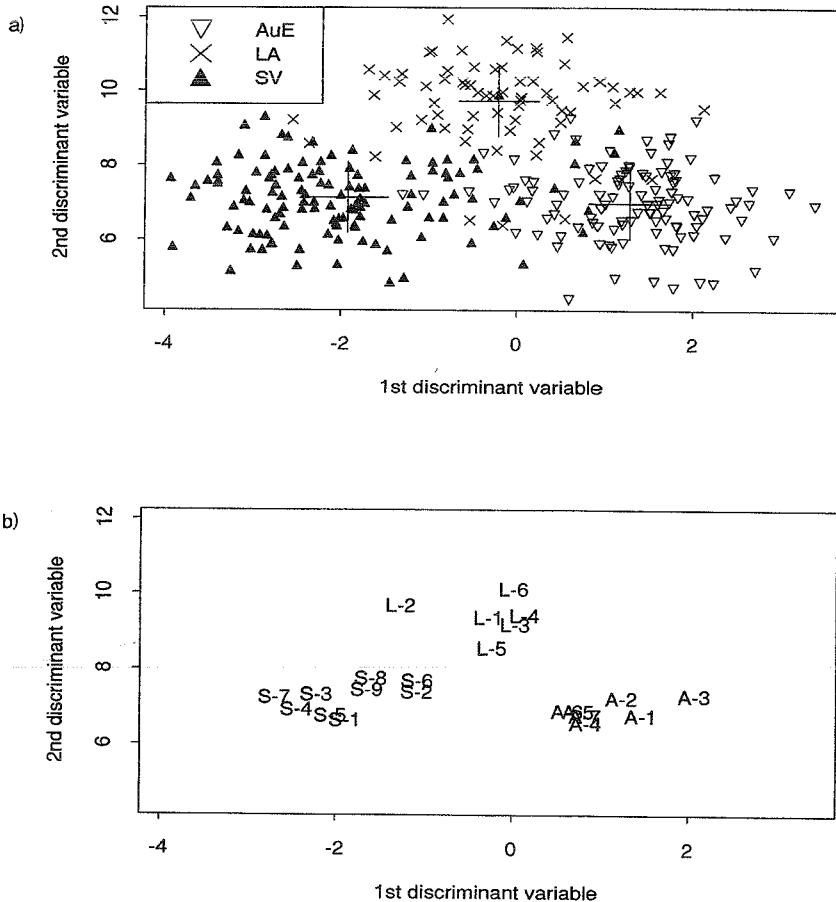 a)
12
10
8
6
2nd discriminant variable
AuE
LA
SV
-4
-2
0
2
1st discriminant variable
b)
12
10
8
6
2nd discriminant variable
L-6
L-2
L-1
L-4
L-3
L-5
S-8
S-6
S-7
S-3
S-9
S-2
S-4
S-5
S-1
A-2
A-3
A-1
A-4
-4
-2
0
2
1st discriminant variable